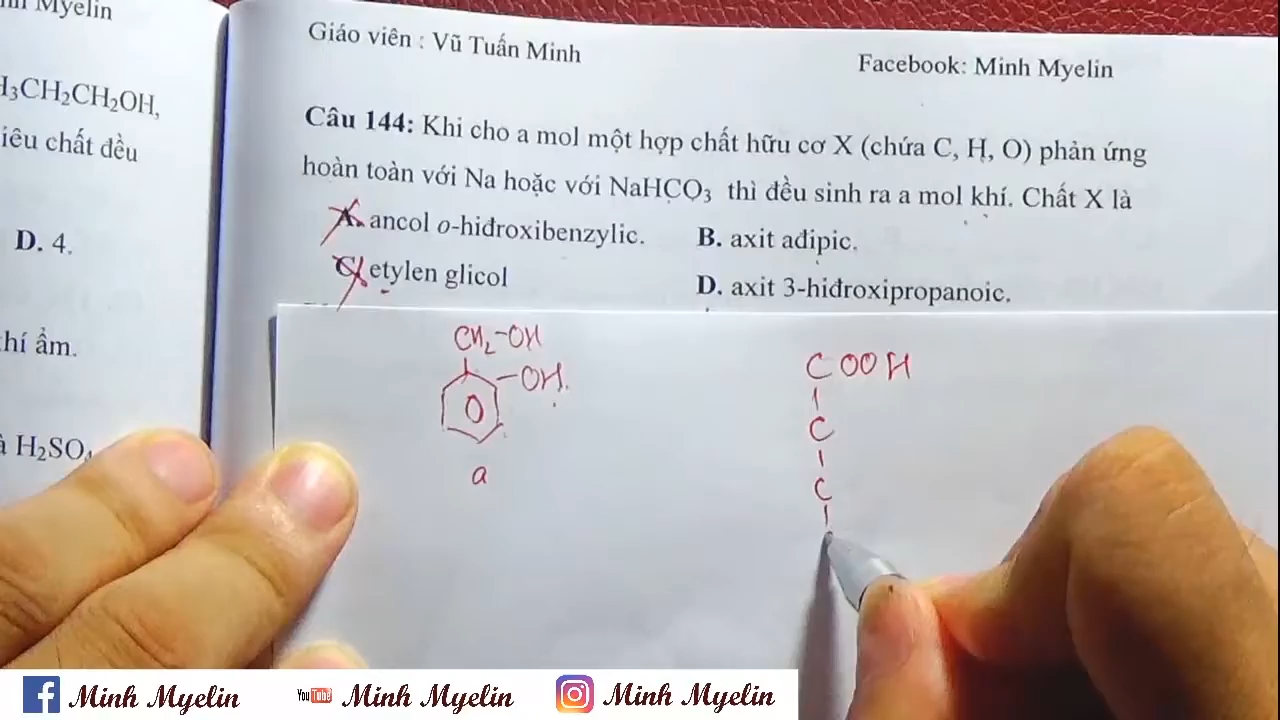 Myelin
H₃CH₂CH₂OH,
iêu chất đều
D. 4.
hí ẩm.
H₂SO₄
Giáo viên : Vũ Tuấn Minh
Facebook: Minh Myelin
Câu 144: Khi cho a mol một hợp chất hữu cơ X (chứa C, H, O) phản ứng
hoàn toàn với Na hoặc với NaHCO₃ thì đều sinh ra a mol khí. Chất X là
A. ancol o-hiđroxibenzylic.
B. axit ađipic.
C. etylen glicol
D. axit 3-hiđroxipropanoic.
CH₂-OH
-OH.
a
COOH
C
C
Minh Myelin
YouTube Minh Myelin
Minh Myelin